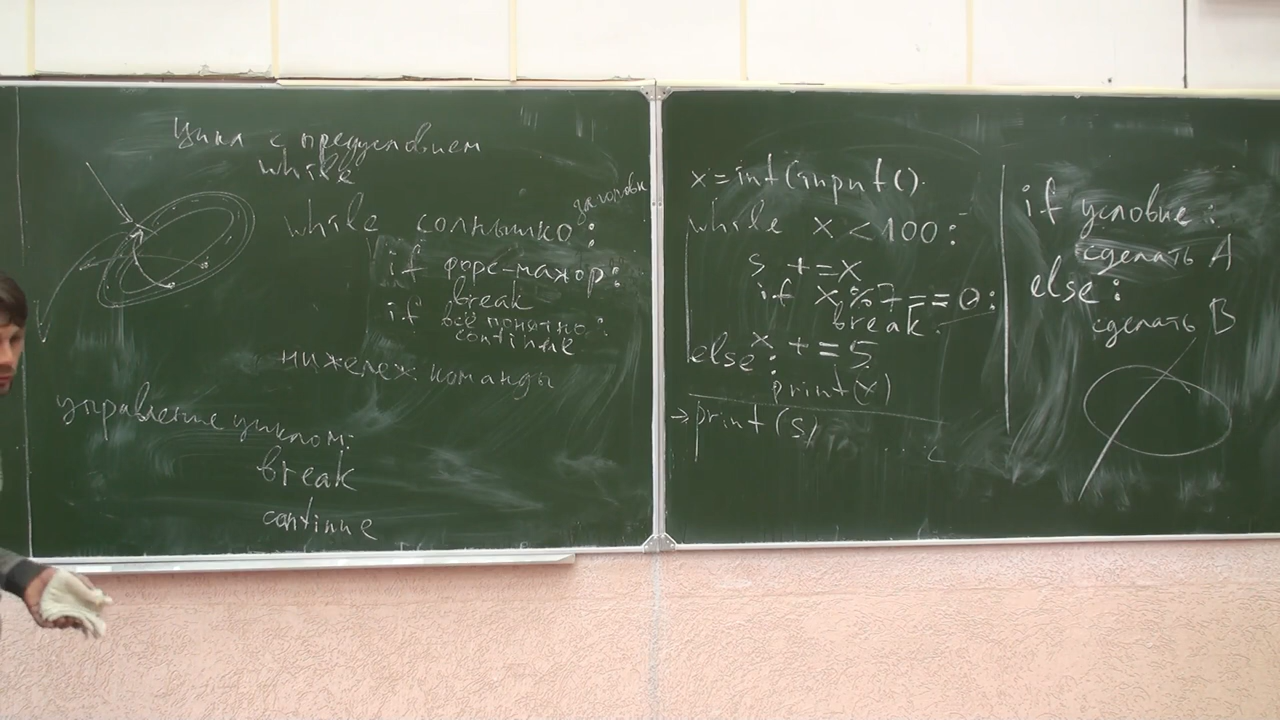 Цикл с предусловием
while
заголовок
while солнышко:
if форс-мажор:
break
if всё понятно:
continue
нижележ. команды
управление циклом:
break
continue
x=int(input().
while x<100:
s +=x
if x%7==0:
break
x +=5
else:
print(x)
→print(s)
if условие:
сделать A
else:
сделать B